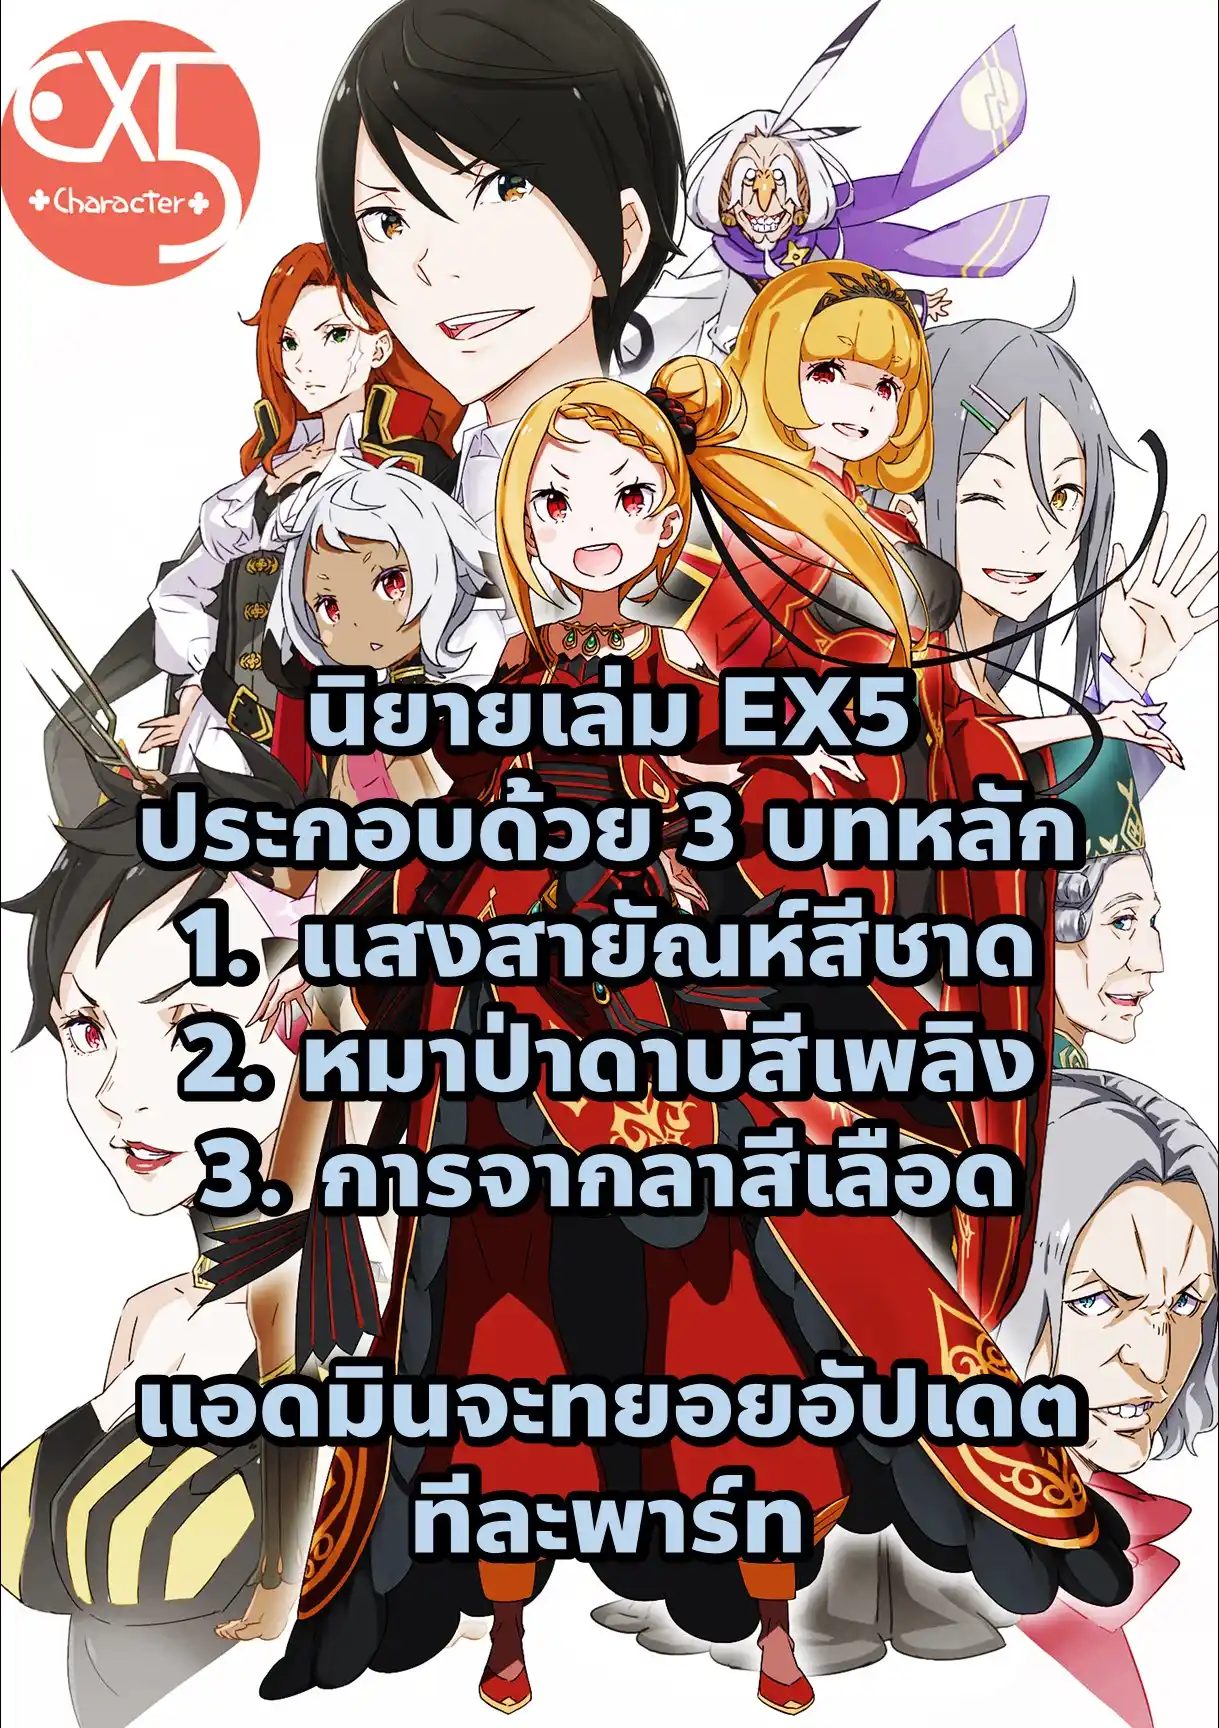 EX5
Character
นิยายเล่ม EX5
ประกอบด้วย 3 บทหลัก
1. แสงสายัณห์สีชาด
2. หมาป่าดาบสีเพลิง
3. การจากลาสีเลือด
แอดมินจะทยอยอัปเดต
ทีละพาร์ท